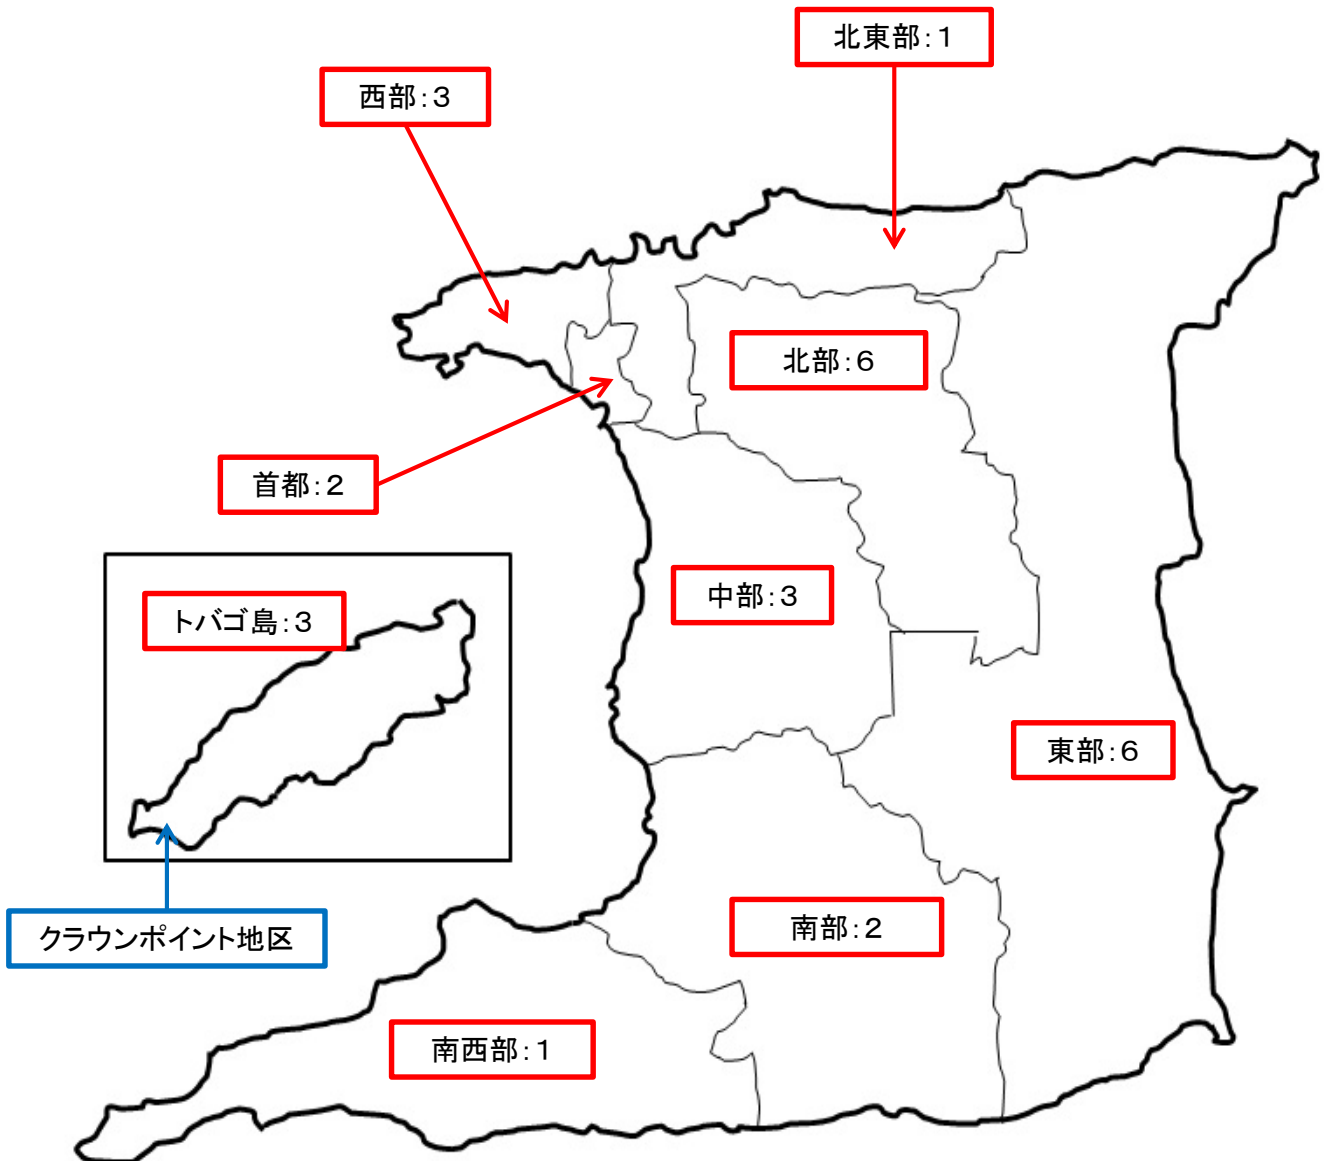 北東部：１
西部：３
北部：６
首都：２
中部：３
トバゴ島：３
東部：６
南部：２
クラウンポイント地区
南西部：１